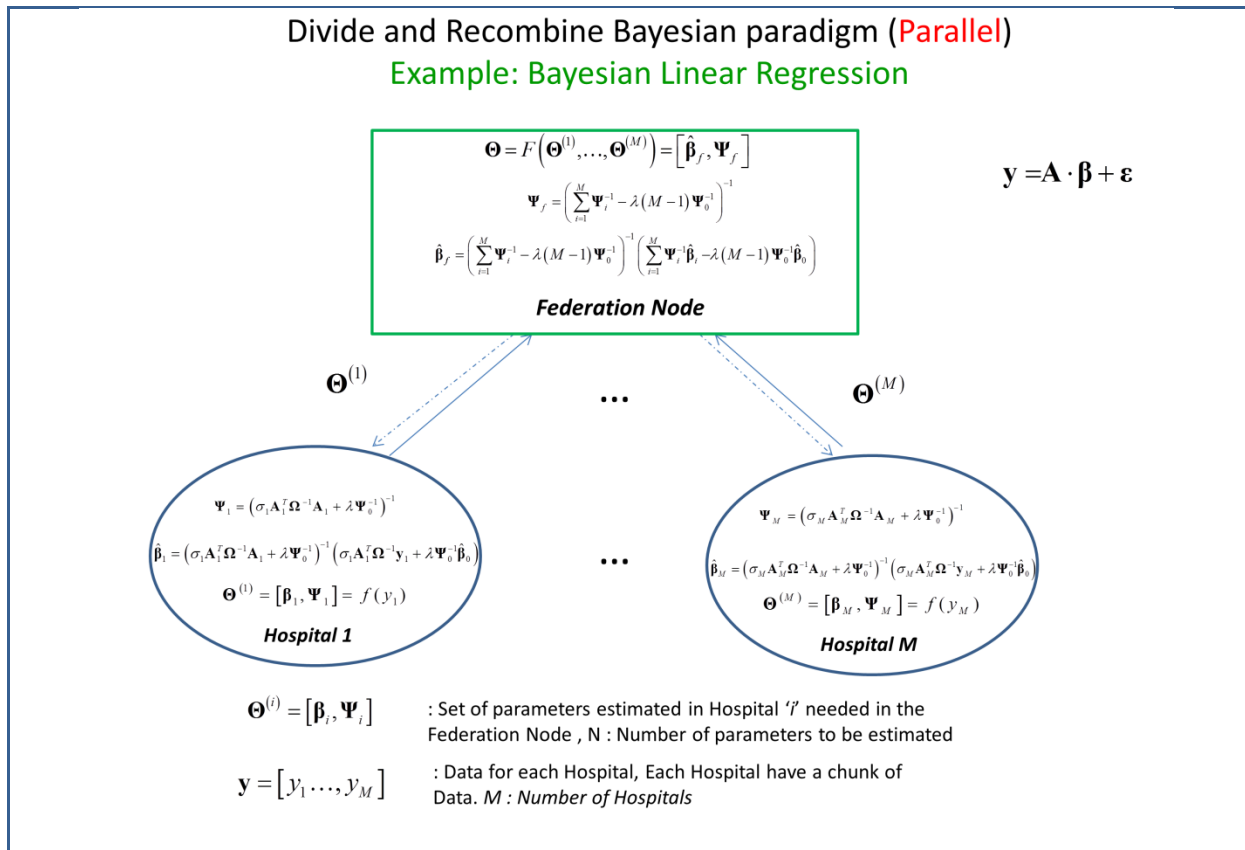 Divide and Recombine Bayesian paradigm (Parallel)
Example: Bayesian Linear Regression
𝚯 = F(𝚯⁽¹⁾,…,𝚯⁽ᴹ⁾) = [β̂_f, Ψ_f]
y =A · β + ε
Ψ_f = (∑_{i=1}^{M} Ψ_i^{-1} − λ(M−1)Ψ_0^{-1})^{-1}
β̂_f = (∑_{i=1}^{M} Ψ_i^{-1} − λ(M−1)Ψ_0^{-1})^{-1} (∑_{i=1}^{M} Ψ_i^{-1}β̂_i −λ(M−1)Ψ_0^{-1}β̂_0)
Federation Node
𝚯⁽¹⁾
...
𝚯⁽ᴹ⁾
Ψ_1 = (σ_1 A_1^T Ω^{-1} A_1 + λΨ_0^{-1})^{-1}
β̂_1 = (σ_1 A_1^T Ω^{-1} A_1 + λΨ_0^{-1})^{-1} (σ_1 A_1^T Ω^{-1} y_1 + λΨ_0^{-1}β̂_0)
𝚯⁽¹⁾ = [β_1, Ψ_1] = f(y_1)
Hospital 1
...
Ψ_M = (σ_M A_M^T Ω^{-1} A_M + λΨ_0^{-1})^{-1}
β̂_M = (σ_M A_M^T Ω^{-1} A_M + λΨ_0^{-1})^{-1} (σ_M A_M^T Ω^{-1} y_M + λΨ_0^{-1}β̂_0)
𝚯⁽ᴹ⁾ = [β_M, Ψ_M] = f(y_M)
Hospital M
𝚯⁽ⁱ⁾ = [β_i, Ψ_i]
: Set of parameters estimated in Hospital ‘i’ needed in the
Federation Node , N : Number of parameters to be estimated
y = [y_1…, y_M]
: Data for each Hospital, Each Hospital have a chunk of
Data. M : Number of Hospitals